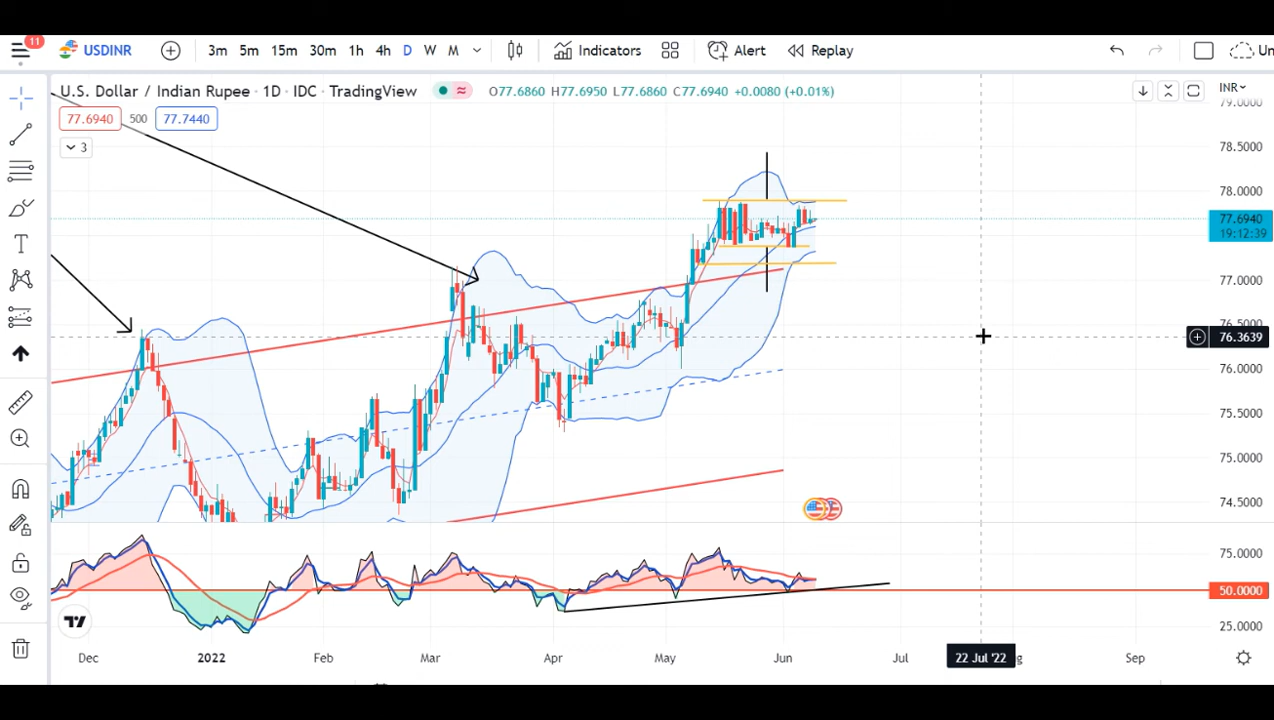 11
USDINR
3m 5m 15m 30m 1h 4h D W M
Indicators
Alert
Replay
Un
U.S. Dollar / Indian Rupee · 1D · IDC · TradingView
O77.6860 H77.6950 L77.6860 C77.6940 +0.0080 (+0.01%)
INR
77.6940 500 77.7440
3
79.0000
78.5000
78.0000
77.6940
19:12:39
77.0000
76.5000
76.3639
76.0000
75.5000
75.0000
74.5000
75.0000
50.0000
25.0000
Dec 2022 Feb Mar Apr May Jun Jul 22 Jul '22 g Sep